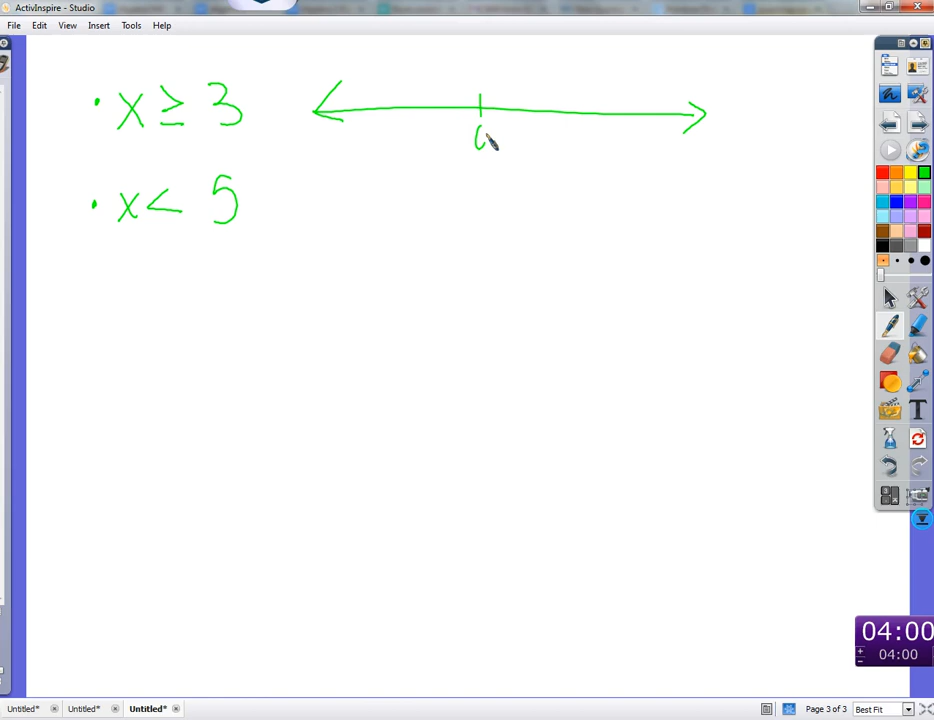 ActivInspire - Studio
File Edit View Insert Tools Help
· x ≥ 3
· x < 5
04:00
04:00
Untitled* Untitled* Untitled*
Page 3 of 3 Best Fit